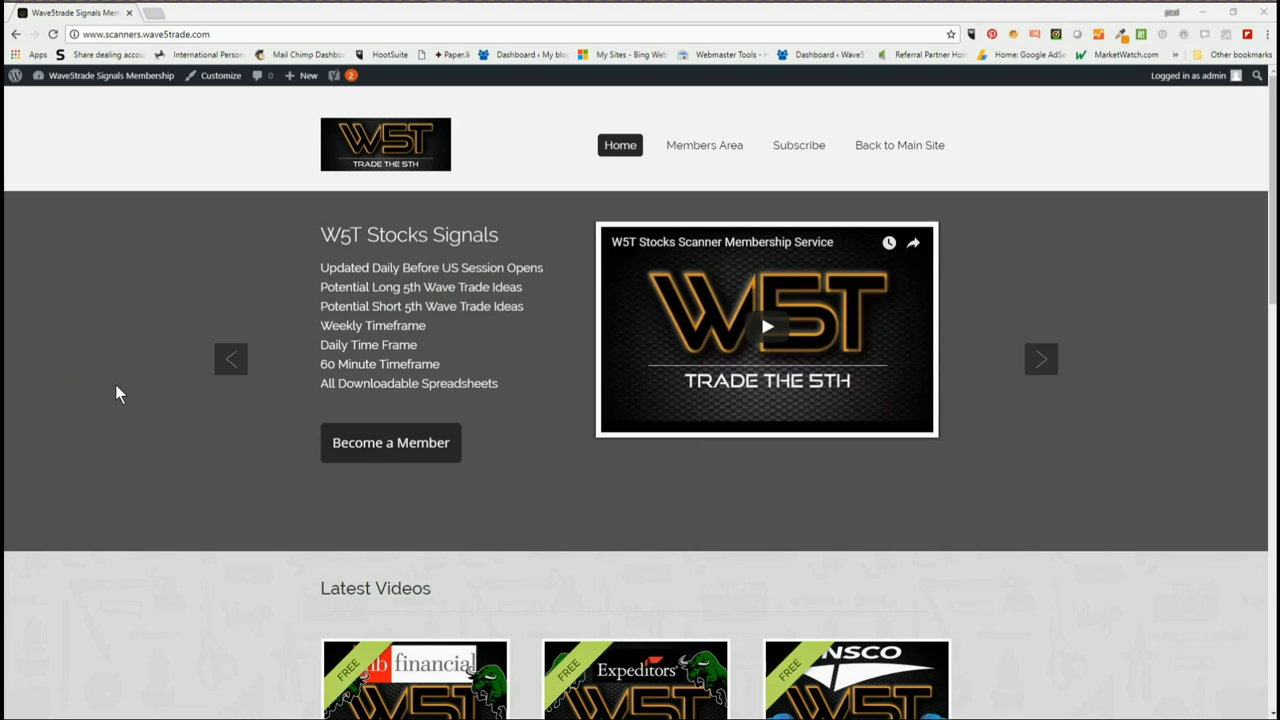 Wave5trade Signals Mem
paul
www.scanners.wave5trade.com
Apps
Share dealing accou
International Person
Mail Chimp Dashbo
HootSuite
+ Paper.li
Dashboard ‹ My blo
My Sites - Bing Web
Webmaster Tools - H
Dashboard ‹ Wave5
Referral Partner Hom
Home: Google AdSe
MarketWatch.com
»
Other bookmarks
Wave5trade Signals Membership
Customize
0
New
2
Logged in as admin
W5T
TRADE THE 5TH
Home
Members Area
Subscribe
Back to Main Site
W5T Stocks Signals
Updated Daily Before US Session Opens
Potential Long 5th Wave Trade Ideas
Potential Short 5th Wave Trade Ideas
Weekly Timeframe
Daily Time Frame
60 Minute Timeframe
All Downloadable Spreadsheets
Become a Member
W5T Stocks Scanner Membership Service
W5T
TRADE THE 5TH
Latest Videos
FREE
b financial
W5T
FREE
Expeditors
W5T
FREE
NSCO
W5T